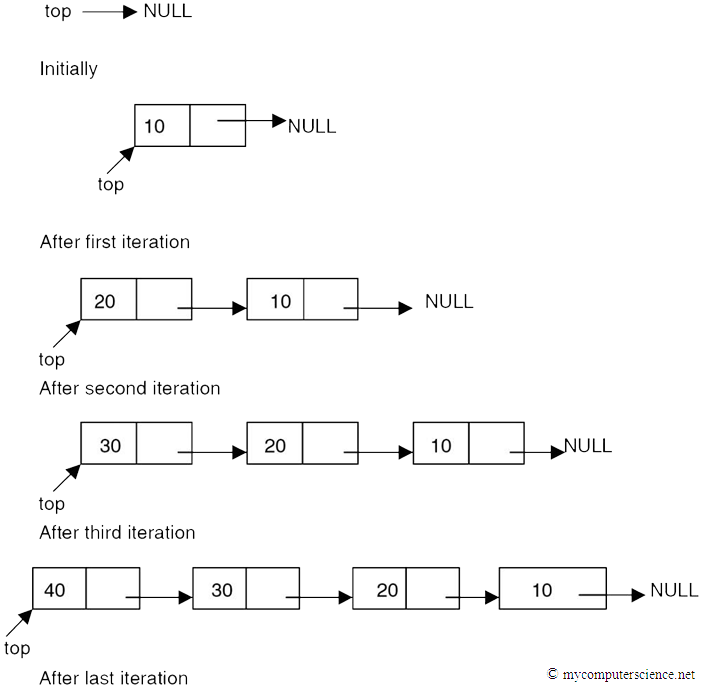 top NULL
Initially
10 NULL
top
After first iteration
20 10 NULL
top
After second iteration
30 20 10 NULL
top
After third iteration
40 30 20 10 NULL
top
After last iteration
© mycomputerscience.net